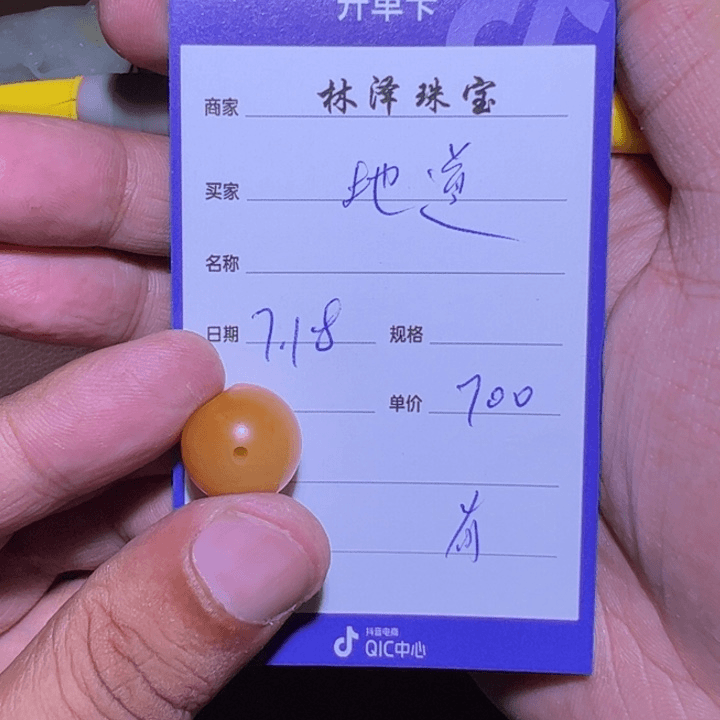 开单卡
商家 林泽珠宝
买家 地道
名称
日期 7.18 规格
单价 700
抖音电商
QIC中心